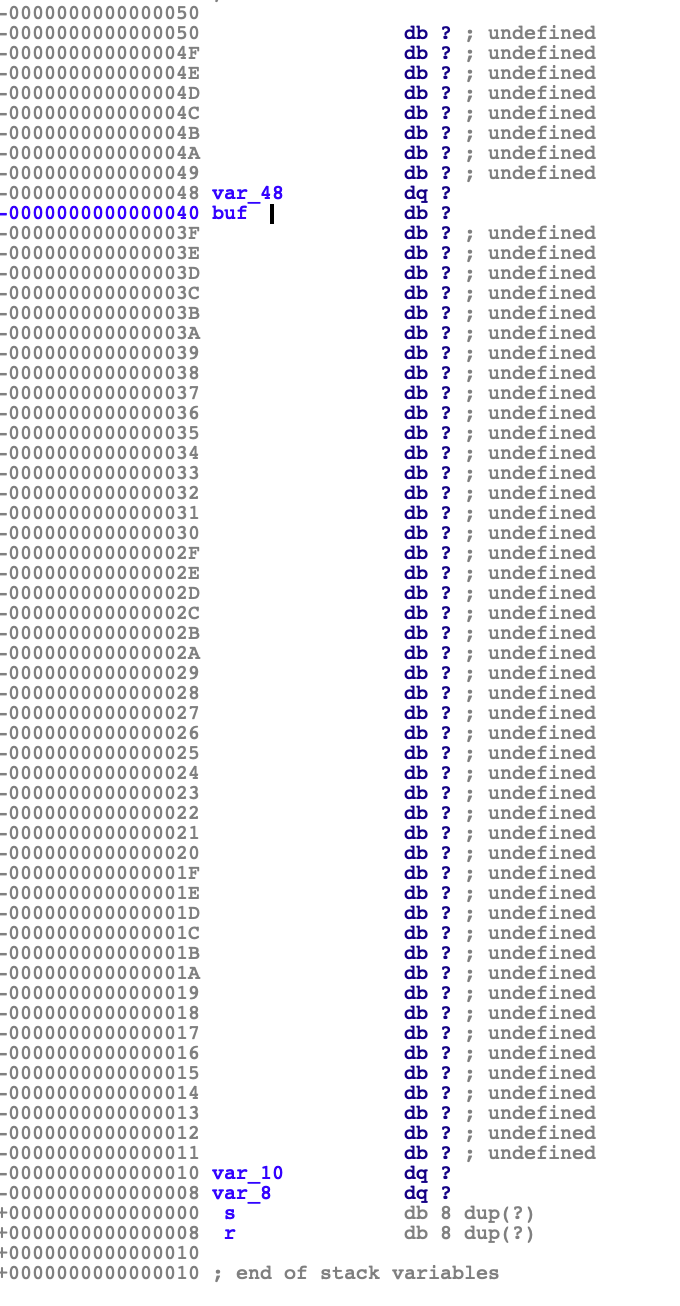 -0000000000000050
-0000000000000050 db ? ; undefined
-000000000000004F db ? ; undefined
-000000000000004E db ? ; undefined
-000000000000004D db ? ; undefined
-000000000000004C db ? ; undefined
-000000000000004B db ? ; undefined
-000000000000004A db ? ; undefined
-0000000000000049 db ? ; undefined
-0000000000000048 var_48 dq ?
-0000000000000040 buf db ?
-000000000000003F db ? ; undefined
-000000000000003E db ? ; undefined
-000000000000003D db ? ; undefined
-000000000000003C db ? ; undefined
-000000000000003B db ? ; undefined
-000000000000003A db ? ; undefined
-0000000000000039 db ? ; undefined
-0000000000000038 db ? ; undefined
-0000000000000037 db ? ; undefined
-0000000000000036 db ? ; undefined
-0000000000000035 db ? ; undefined
-0000000000000034 db ? ; undefined
-0000000000000033 db ? ; undefined
-0000000000000032 db ? ; undefined
-0000000000000031 db ? ; undefined
-0000000000000030 db ? ; undefined
-000000000000002F db ? ; undefined
-000000000000002E db ? ; undefined
-000000000000002D db ? ; undefined
-000000000000002C db ? ; undefined
-000000000000002B db ? ; undefined
-000000000000002A db ? ; undefined
-0000000000000029 db ? ; undefined
-0000000000000028 db ? ; undefined
-0000000000000027 db ? ; undefined
-0000000000000026 db ? ; undefined
-0000000000000025 db ? ; undefined
-0000000000000024 db ? ; undefined
-0000000000000023 db ? ; undefined
-0000000000000022 db ? ; undefined
-0000000000000021 db ? ; undefined
-0000000000000020 db ? ; undefined
-000000000000001F db ? ; undefined
-000000000000001E db ? ; undefined
-000000000000001D db ? ; undefined
-000000000000001C db ? ; undefined
-000000000000001B db ? ; undefined
-000000000000001A db ? ; undefined
-0000000000000019 db ? ; undefined
-0000000000000018 db ? ; undefined
-0000000000000017 db ? ; undefined
-0000000000000016 db ? ; undefined
-0000000000000015 db ? ; undefined
-0000000000000014 db ? ; undefined
-0000000000000013 db ? ; undefined
-0000000000000012 db ? ; undefined
-0000000000000011 db ? ; undefined
-0000000000000010 var_10 dq ?
-0000000000000008 var_8 dq ?
+0000000000000000 s db 8 dup(?)
+0000000000000008 r db 8 dup(?)
+0000000000000010
+0000000000000010 ; end of stack variables